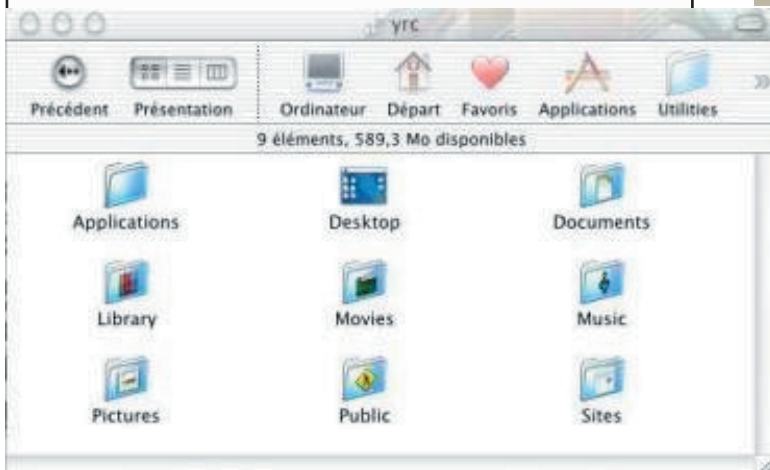 yrc
Précédent Présentation Ordinateur Départ Favoris Applications Utilities
9 éléments, 589,3 Mo disponibles
Applications Desktop Documents
Library Movies Music
Pictures Public Sites